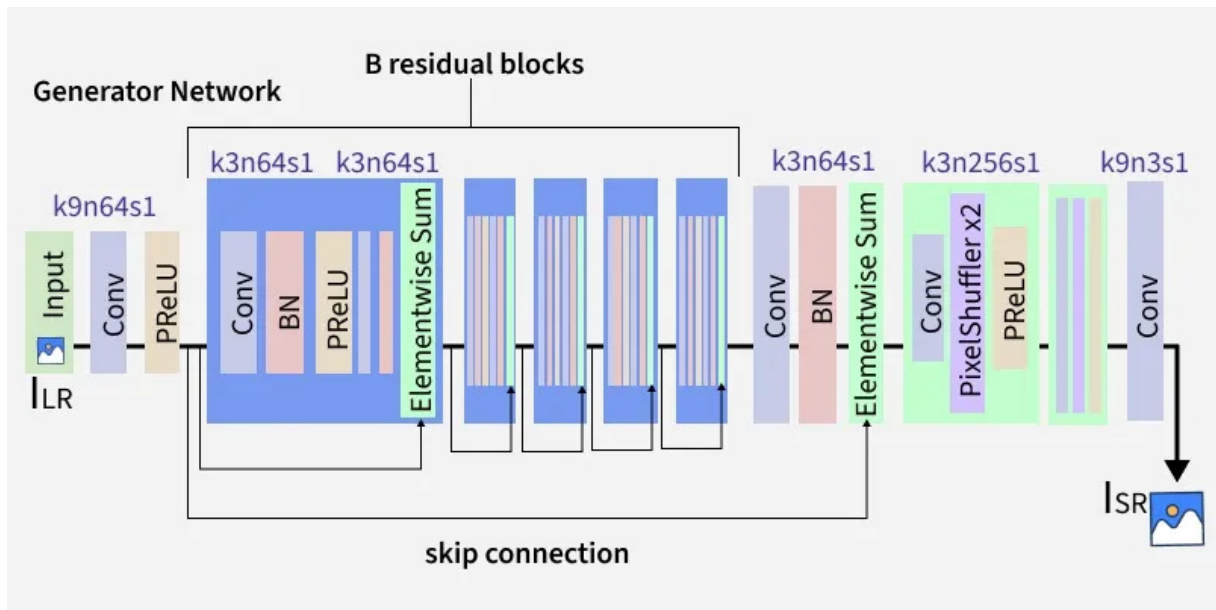 B residual blocks
Generator Network
k3n64s1 k3n64s1 k3n64s1 k3n256s1 k9n3s1
k9n64s1
Input
Conv
PReLU
Conv
BN
PReLU
Elementwise Sum
Conv
BN
Elementwise Sum
Conv
PixelShuffler x2
PReLU
Conv
ILR
ISR
skip connection